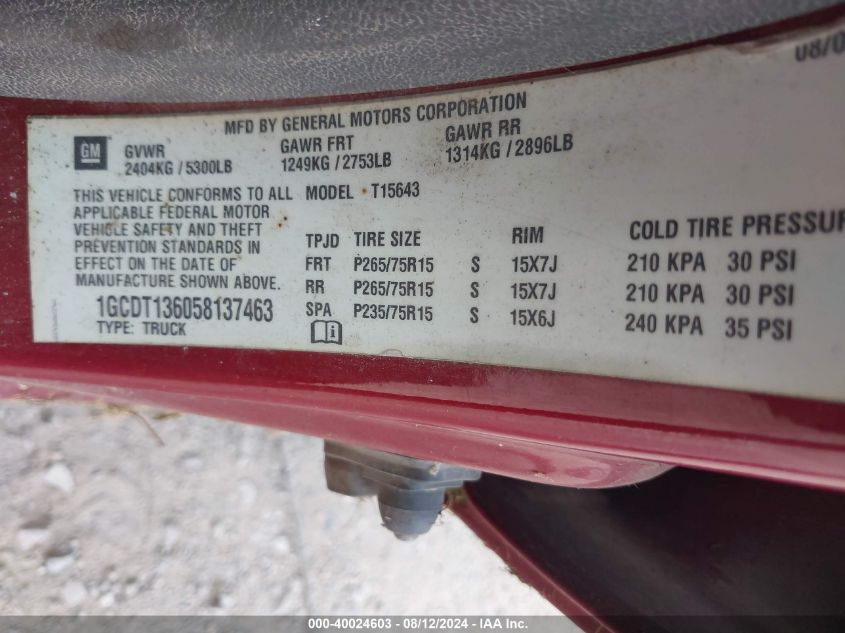 08/0
MFD BY GENERAL MOTORS CORPORATION
GM
GVWR
2404KG / 5300LB
GAWR FRT
1249KG / 2753LB
GAWR RR
1314KG / 2896LB
THIS VEHICLE CONFORMS TO ALL
APPLICABLE FEDERAL MOTOR
VEHICLE SAFETY AND THEFT
PREVENTION STANDARDS IN
EFFECT ON THE DATE OF
MANUFACTURE SHOWN ABOVE.
1GCDT136058137463
TYPE: TRUCK
MODEL T15643
TPJD TIRE SIZE RIM COLD TIRE PRESSUR
FRT P265/75R15 S 15X7J 210 KPA 30 PSI
RR P265/75R15 S 15X7J 210 KPA 30 PSI
SPA P235/75R15 S 15X6J 240 KPA 35 PSI
000-40024603 - 08/12/2024 - IAA Inc.